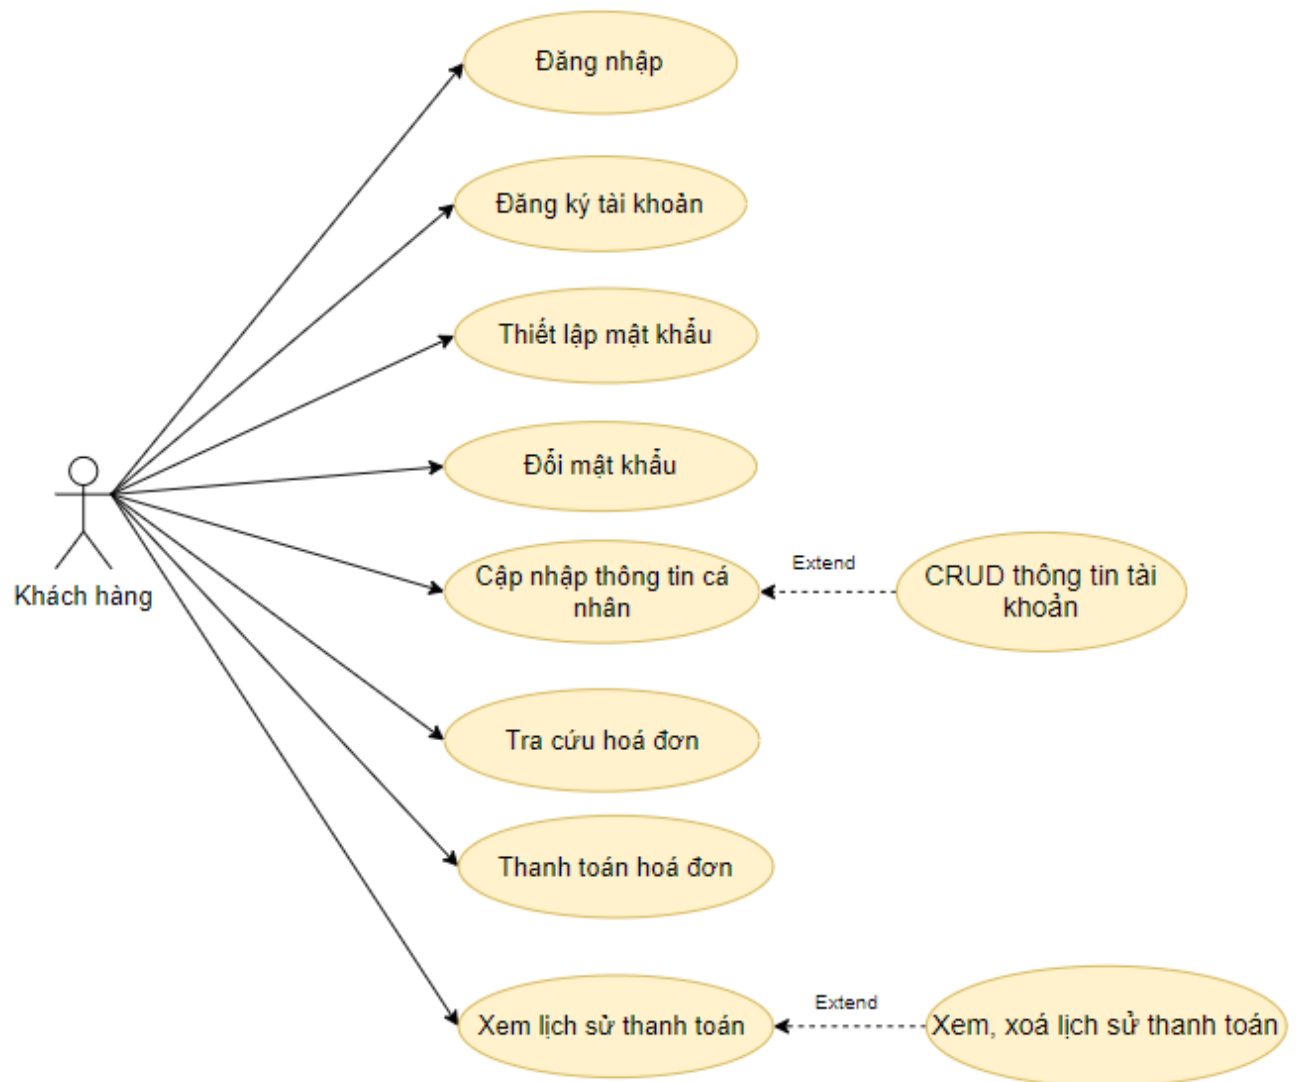 Đăng nhập
Đăng ký tài khoản
Thiết lập mật khẩu
Đổi mật khẩu
Khách hàng
Cập nhập thông tin cá
nhân
Extend
CRUD thông tin tài
khoản
Tra cứu hoá đơn
Thanh toán hoá đơn
Xem lịch sử thanh toán
Extend
Xem, xoá lịch sử thanh toán